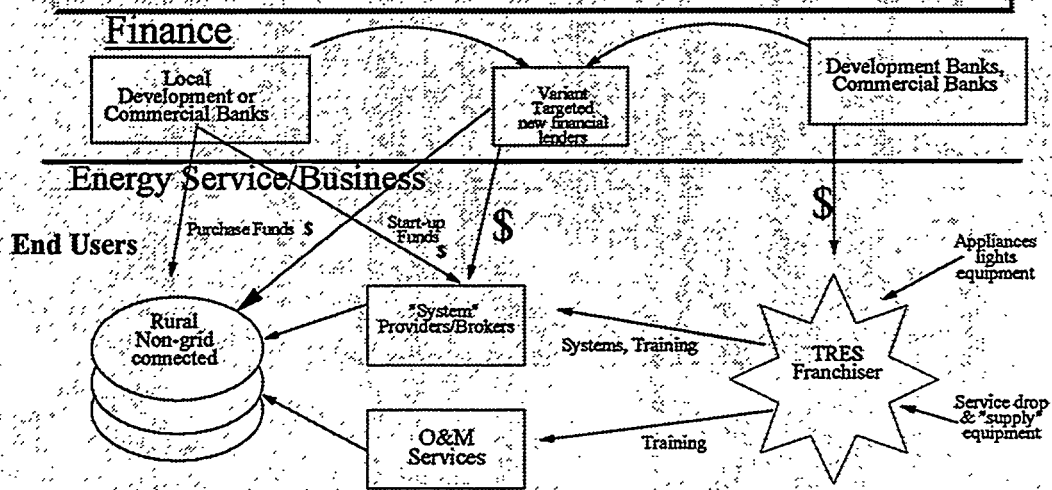 Finance
Local
Development or
Commercial Banks
Variant
Targeted
new financial
lenders
Development Banks,
Commercial Banks
Energy Service/Business
End Users
Purchase Funds $
Start-up
Funds
$
$
$
Appliances
lights
equipment
Rural
Non-grid
connected
"System"
Providers/Brokers
Systems, Training
TRES
Franchiser
Service drop
& "supply"
equipment
O&M
Services
Training